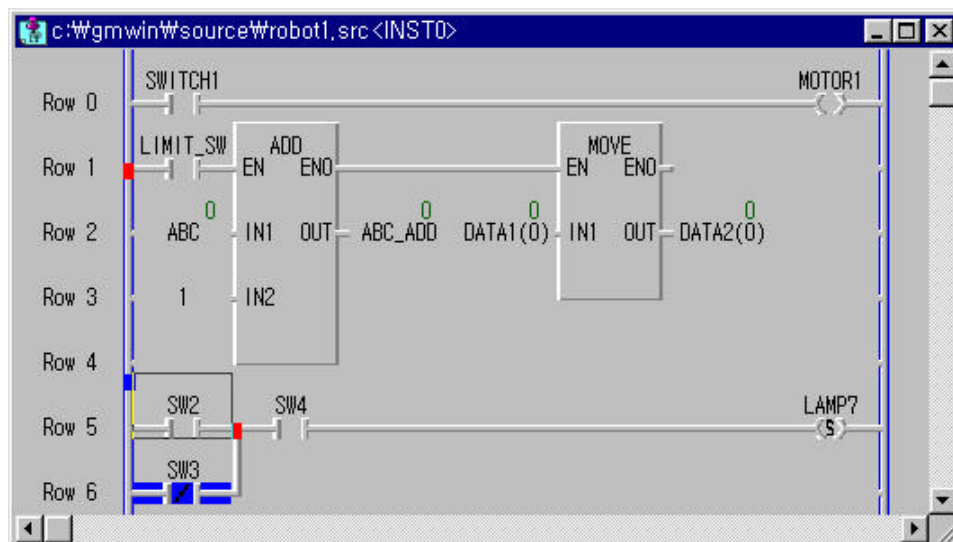 c:￦gmwin￦source￦robot1.src<INST0>
SWITCH1 MOTOR1
Row 0
LIMIT_SW ADD MOVE
Row 1 EN ENO EN ENO
0 0 0 0
Row 2 ABC IN1 OUT ABC_ADD DATA1(0) IN1 OUT DATA2(0)
Row 3 1 IN2
Row 4
SW2 SW4 LAMP7
Row 5 S
SW3
Row 6